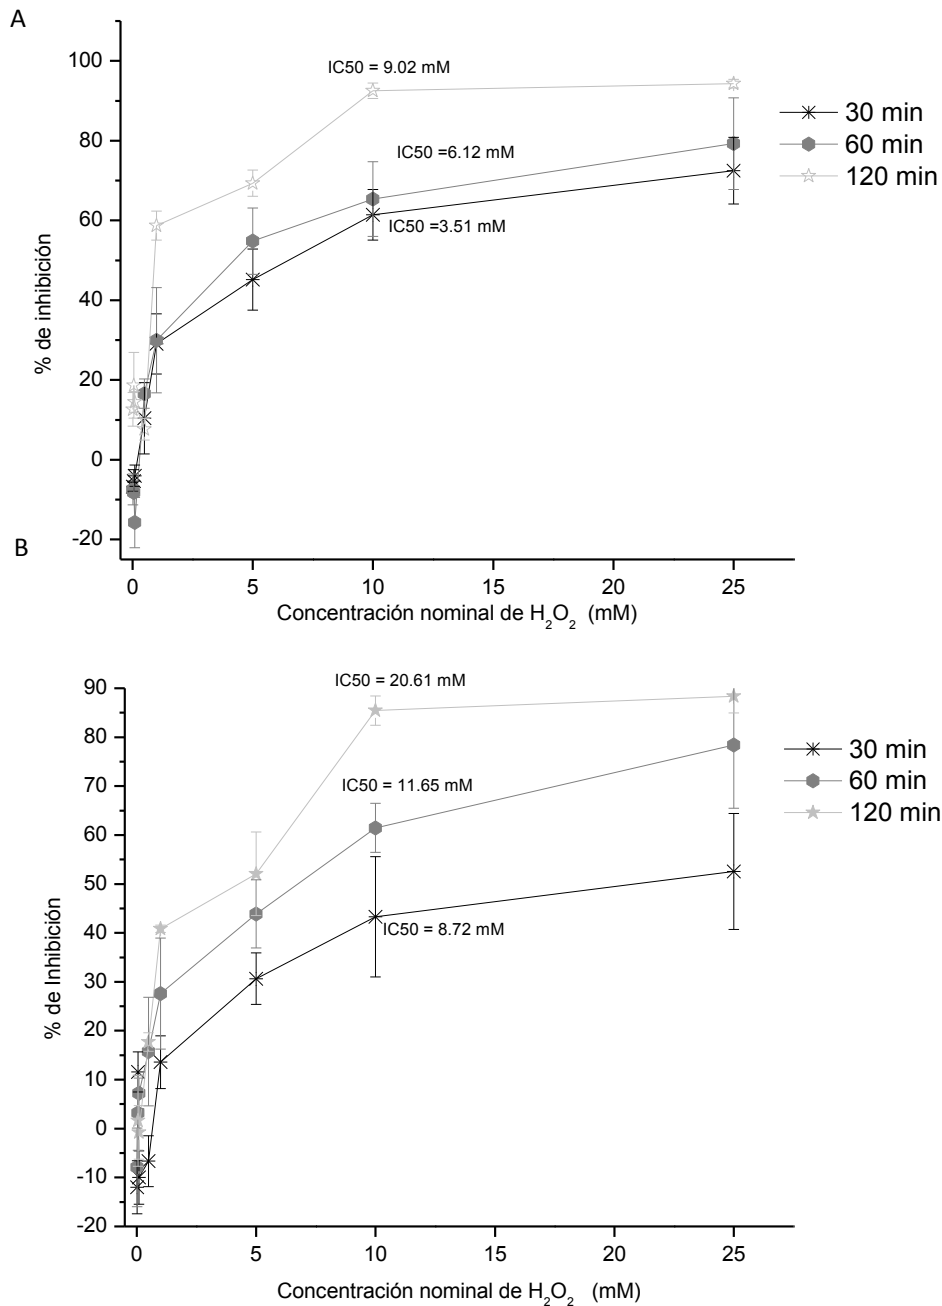 A
100
80
60
40
20
0
-20
% de inhibición
IC50 = 9.02 mM
IC50 =6.12 mM
IC50 =3.51 mM
30 min
60 min
120 min
0 5 10 15 20 25
Concentración nominal de H₂O₂ (mM)
B
90
80
70
60
50
40
30
20
10
0
-10
-20
% de Inhibición
IC50 = 20.61 mM
IC50 = 11.65 mM
IC50 = 8.72 mM
30 min
60 min
120 min
0 5 10 15 20 25
Concentración nominal de H₂O₂ (mM)